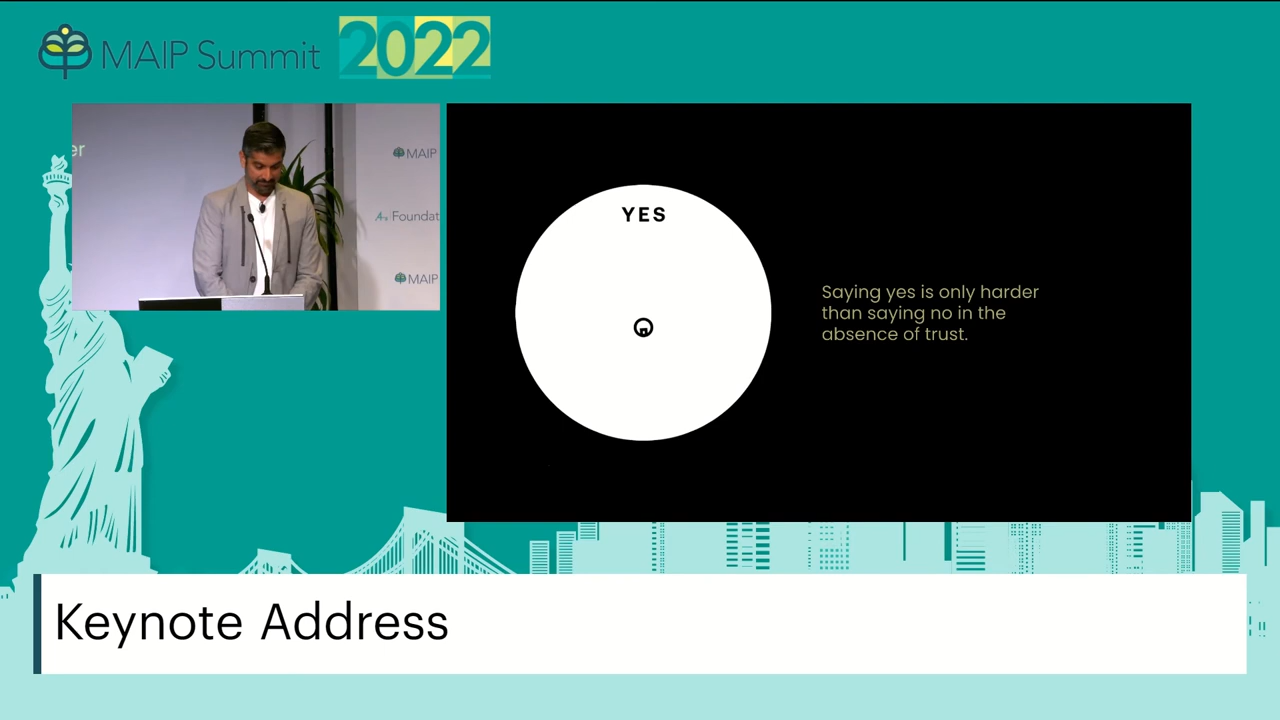 MAIP Summit 2022
er
MAIP
Foundat
MAIP
YES
Saying yes is only harder
than saying no in the
absence of trust.
Keynote Address